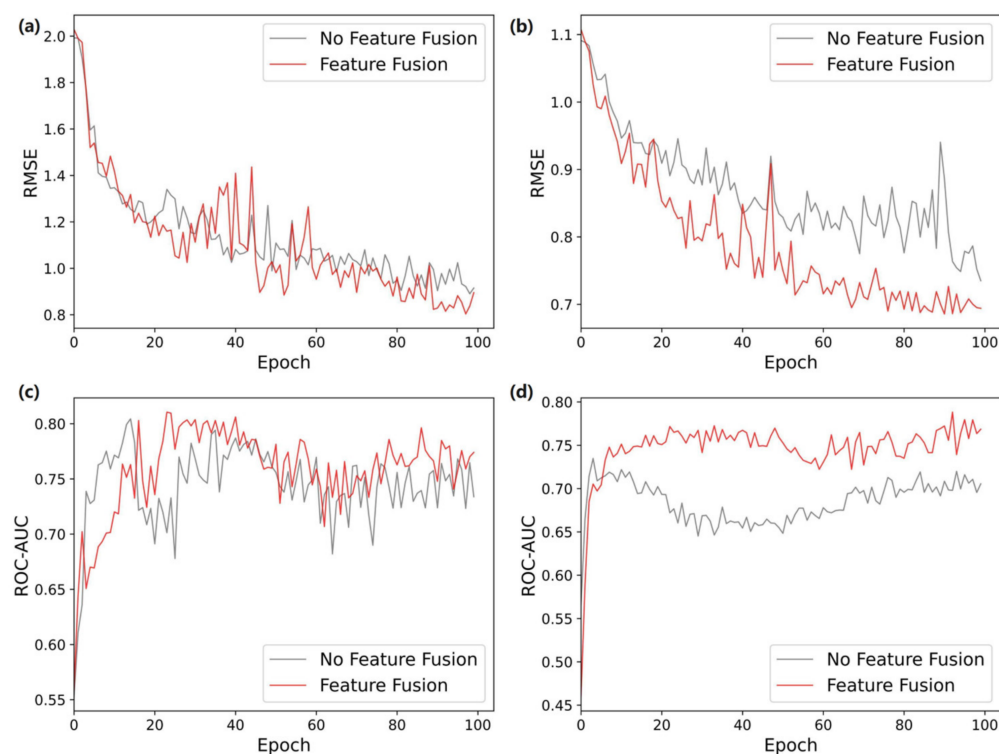 (a)
No Feature Fusion
Feature Fusion
2.0
1.8
1.6
1.4
1.2
1.0
0.8
RMSE
0 20 40 60 80 100
Epoch
(b)
No Feature Fusion
Feature Fusion
1.1
1.0
0.9
0.8
0.7
RMSE
0 20 40 60 80 100
Epoch
(c)
0.80
0.75
0.70
0.65
0.60
0.55
ROC-AUC
No Feature Fusion
Feature Fusion
0 20 40 60 80 100
Epoch
(d)
0.80
0.75
0.70
0.65
0.60
0.55
0.50
0.45
ROC-AUC
No Feature Fusion
Feature Fusion
0 20 40 60 80 100
Epoch